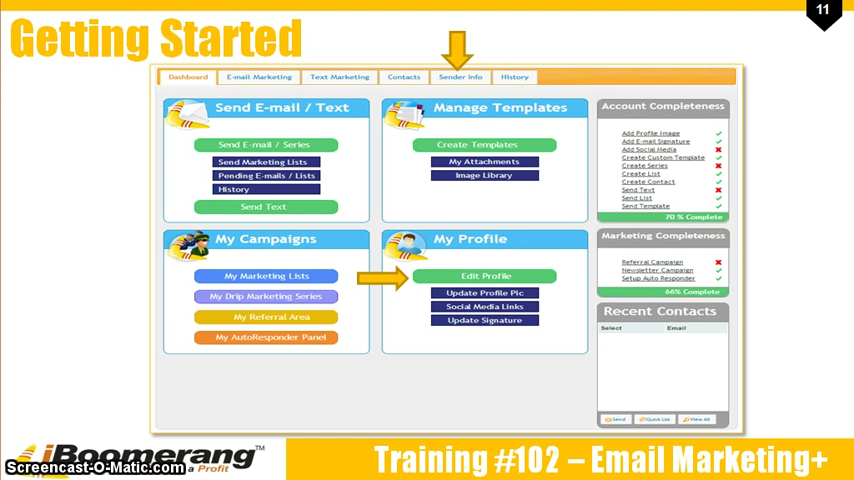 11
Getting Started
Dashboard
E-mail Marketing
Text Marketing
Contacts
Sender Info
History
Send E-mail / Text
Send E-mail / Series
Send Marketing Lists
Pending E-mails / Lists
History
Send Text
Manage Templates
Create Templates
My Attachments
Image Library
Account Completeness
Add Profile Image
Add E-mail Signature
Add Social Media
Create Custom Template
Create Series
Create List
Create Contact
Send Text
Send List
Send Template
70 % Complete
My Campaigns
My Marketing Lists
My Drip Marketing Series
My Referral Area
My AutoResponder Panel
My Profile
Edit Profile
Update Profile Pic
Social Media Links
Update Signature
Marketing Completeness
Referral Campaign
Newsletter Campaign
Setup Auto Responder
66% Complete
Recent Contacts
Select Email
Send
Quick List
View All
iBoomerang™
a Profit
Screencast-O-Matic.com
Training #102 – Email Marketing+